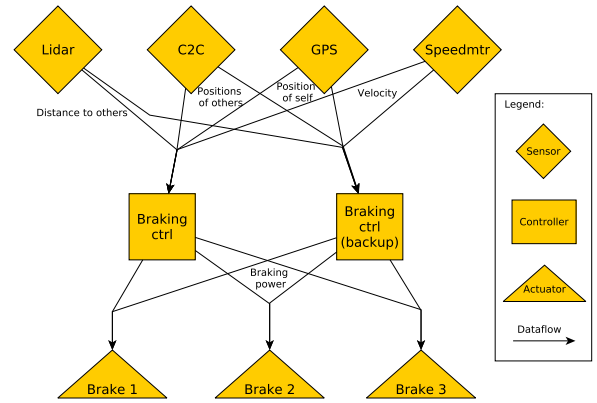 Lidar
C2C
GPS
Speedmtr
Distance to others
Positions
of others
Position
of self
Velocity
Legend:
Sensor
Controller
Actuator
Dataflow
Braking
ctrl
Braking
ctrl
(backup)
Braking
power
Brake 1
Brake 2
Brake 3